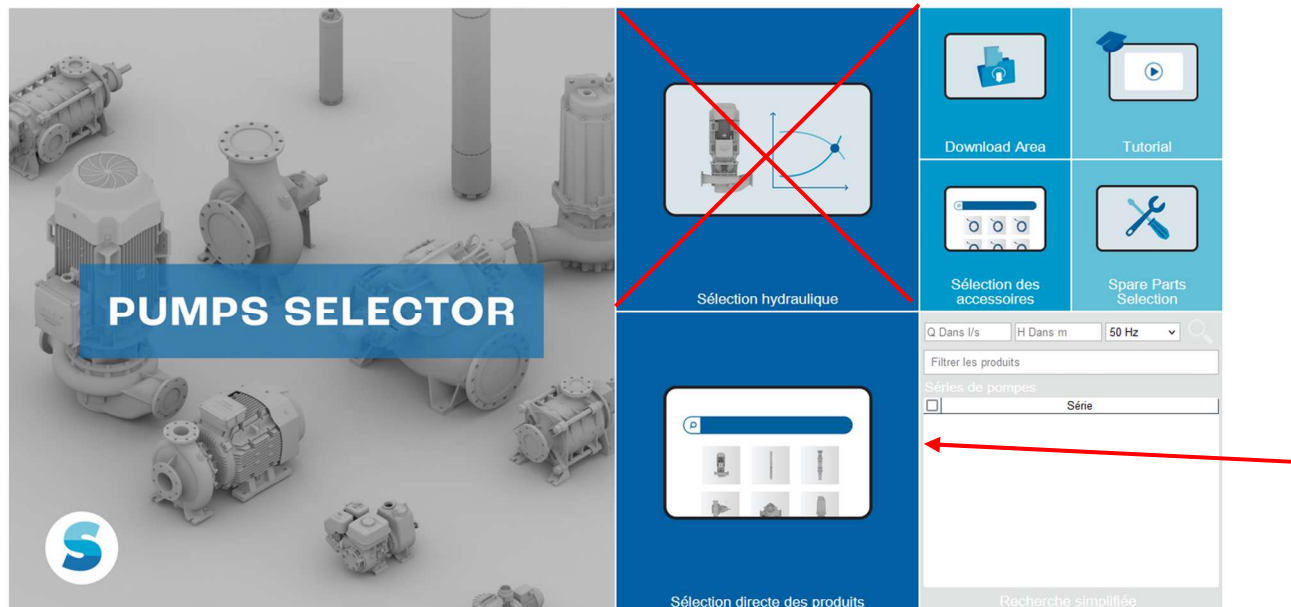 PUMPS SELECTOR
S
Sélection hydraulique
Sélection directe des produits
Download Area
Tutorial
Sélection des
accessoires
Spare Parts
Selection
Q Dans l/s
H Dans m
50 Hz
Filtrer les produits
Séries de pompes
Série
Recherche simplifiée